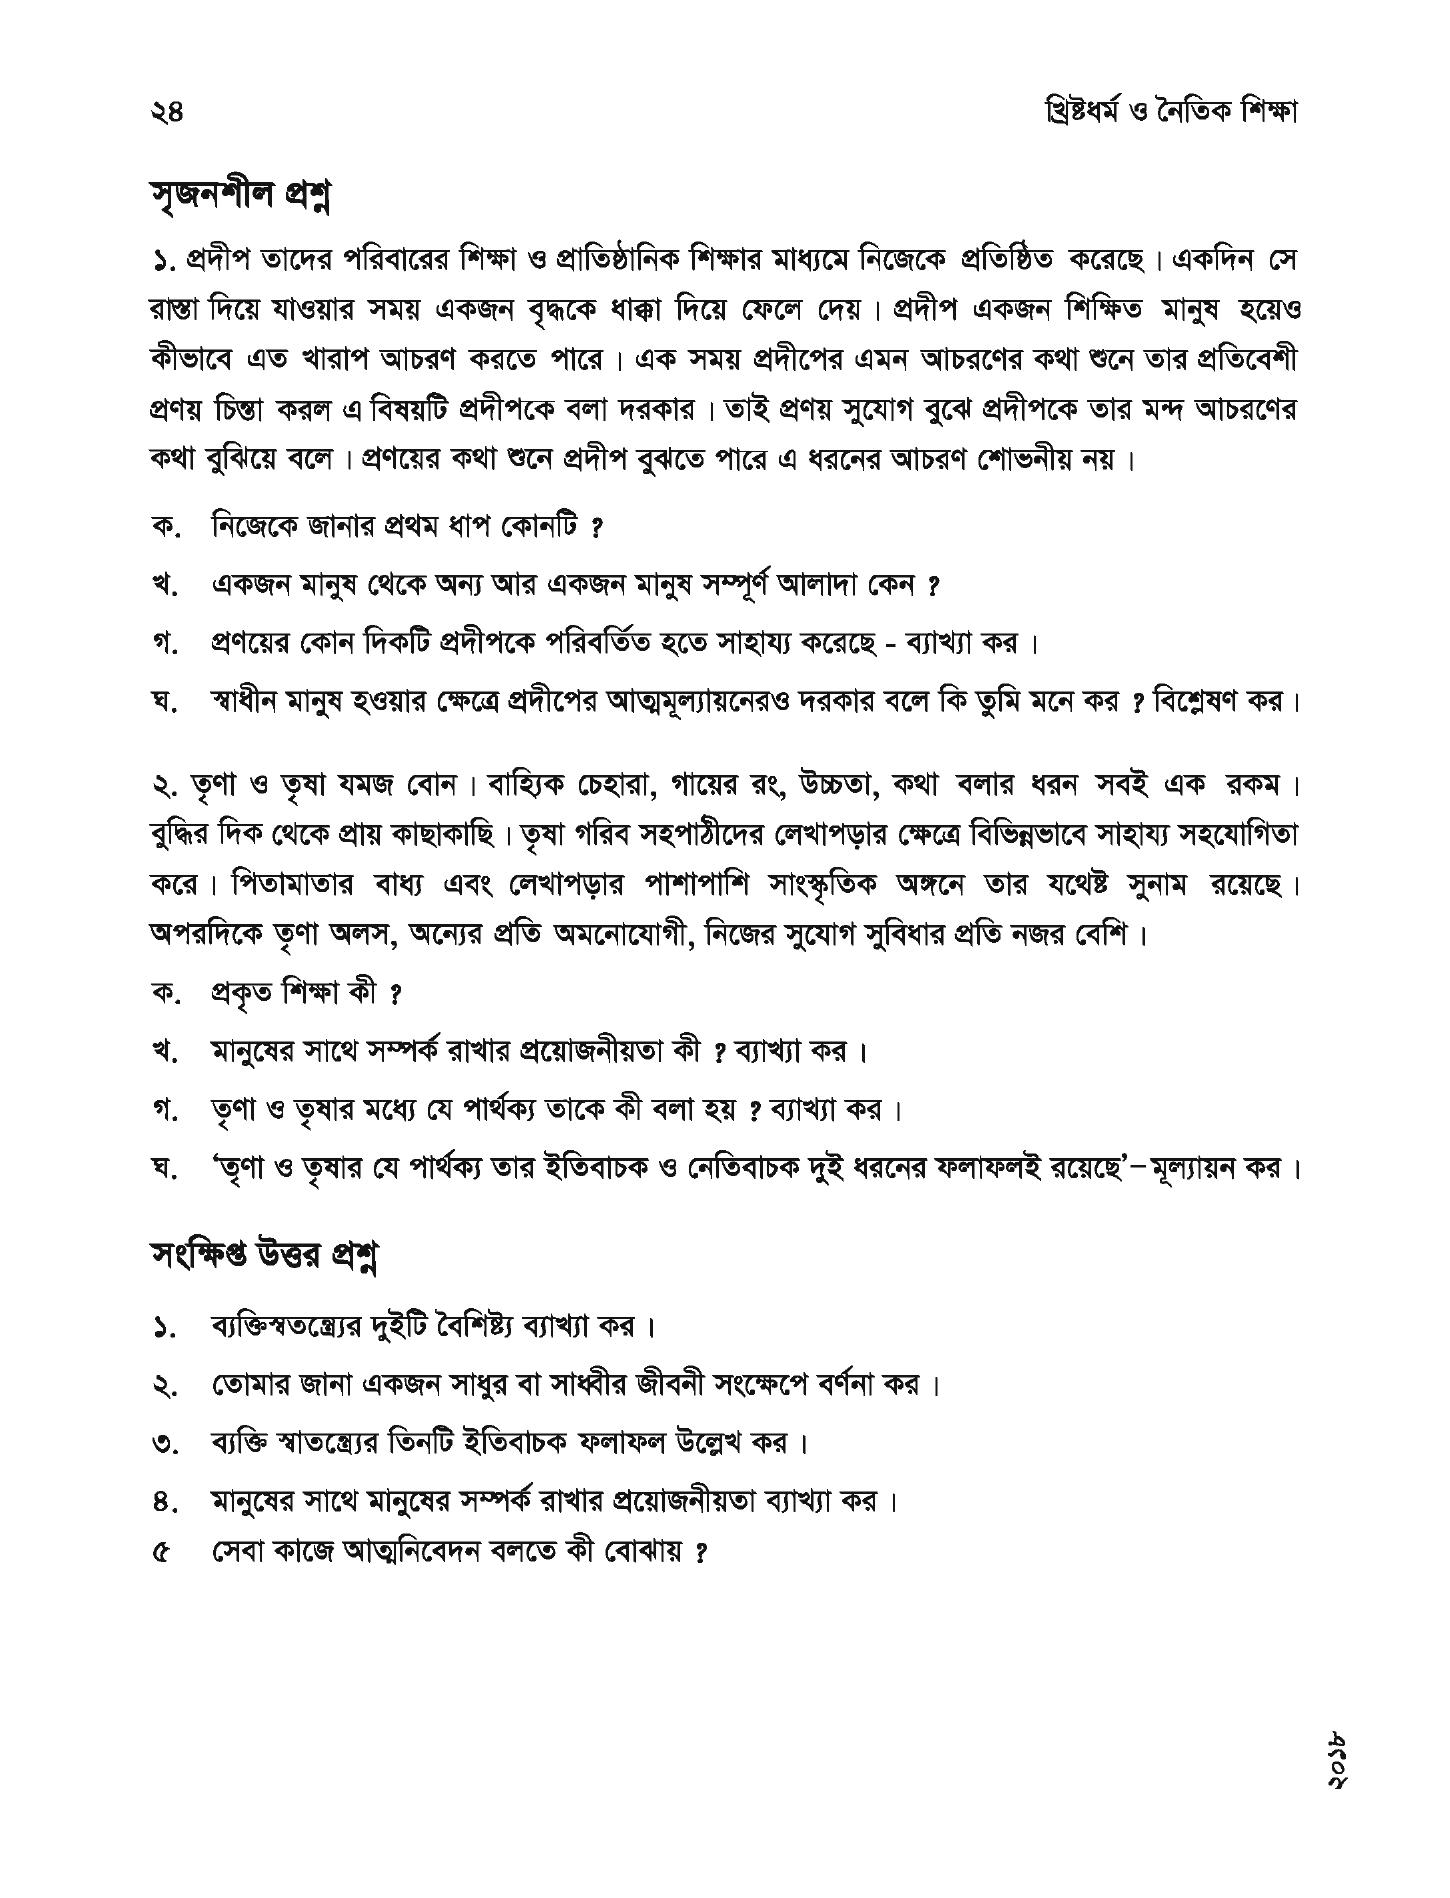 ২৪ খ্রিষ্টধর্ম ও নৈতিক শিক্ষা
সৃজনশীল প্রশ্ন
১. প্রদীপ তাদের পরিবারের শিক্ষা ও প্রাতিষ্ঠানিক শিক্ষার মাধ্যমে নিজেকে প্রতিষ্ঠিত করেছে। একদিন সে
রাস্তা দিয়ে যাওয়ার সময় একজন বৃদ্ধকে ধাক্কা দিয়ে ফেলে দেয়। প্রদীপ একজন শিক্ষিত মানুষ হয়েও
কীভাবে এত খারাপ আচরণ করতে পারে। এক সময় প্রদীপের এমন আচরণের কথা শুনে তার প্রতিবেশী
প্রণয় চিন্তা করল এ বিষয়টি প্রদীপকে বলা দরকার। তাই প্রণয় সুযোগ বুঝে প্রদীপকে তার মন্দ আচরণের
কথা বুঝিয়ে বলে। প্রণয়ের কথা শুনে প্রদীপ বুঝতে পারে এ ধরনের আচরণ শোভনীয় নয়।
ক. নিজেকে জানার প্রথম ধাপ কোনটি ?
খ. একজন মানুষ থেকে অন্য আর একজন মানুষ সম্পূর্ণ আলাদা কেন ?
গ. প্রণয়ের কোন দিকটি প্রদীপকে পরিবর্তিত হতে সাহায্য করেছে - ব্যাখ্যা কর।
ঘ. স্বাধীন মানুষ হওয়ার ক্ষেত্রে প্রদীপের আত্মমূল্যায়নেরও দরকার বলে কি তুমি মনে কর ? বিশ্লেষণ কর।
২. তৃণা ও তৃষা যমজ বোন। বাহ্যিক চেহারা, গায়ের রং, উচ্চতা, কথা বলার ধরন সবই এক রকম।
বুদ্ধির দিক থেকে প্রায় কাছাকাছি। তৃষা গরিব সহপাঠীদের লেখাপড়ার ক্ষেত্রে বিভিন্নভাবে সাহায্য সহযোগিতা
করে। পিতামাতার বাধ্য এবং লেখাপড়ার পাশাপাশি সাংস্কৃতিক অঙ্গনে তার যথেষ্ট সুনাম রয়েছে।
অপরদিকে তৃণা অলস, অন্যের প্রতি অমনোযোগী, নিজের সুযোগ সুবিধার প্রতি নজর বেশি।
ক. প্রকৃত শিক্ষা কী ?
খ. মানুষের সাথে সম্পর্ক রাখার প্রয়োজনীয়তা কী ? ব্যাখ্যা কর।
গ. তৃণা ও তৃষার মধ্যে যে পার্থক্য তাকে কী বলা হয় ? ব্যাখ্যা কর।
ঘ. ‘তৃণা ও তৃষার যে পার্থক্য তার ইতিবাচক ও নেতিবাচক দুই ধরনের ফলাফলই রয়েছে’– মূল্যায়ন কর।
সংক্ষিপ্ত উত্তর প্রশ্ন
১. ব্যক্তিস্বতন্ত্র্যের দুইটি বৈশিষ্ট্য ব্যাখ্যা কর।
২. তোমার জানা একজন সাধুর বা সাধ্বীর জীবনী সংক্ষেপে বর্ণনা কর।
৩. ব্যক্তি স্বাতন্ত্র্যের তিনটি ইতিবাচক ফলাফল উল্লেখ কর।
৪. মানুষের সাথে মানুষের সম্পর্ক রাখার প্রয়োজনীয়তা ব্যাখ্যা কর।
৫ সেবা কাজে আত্মনিবেদন বলতে কী বোঝায় ?
২০১৮